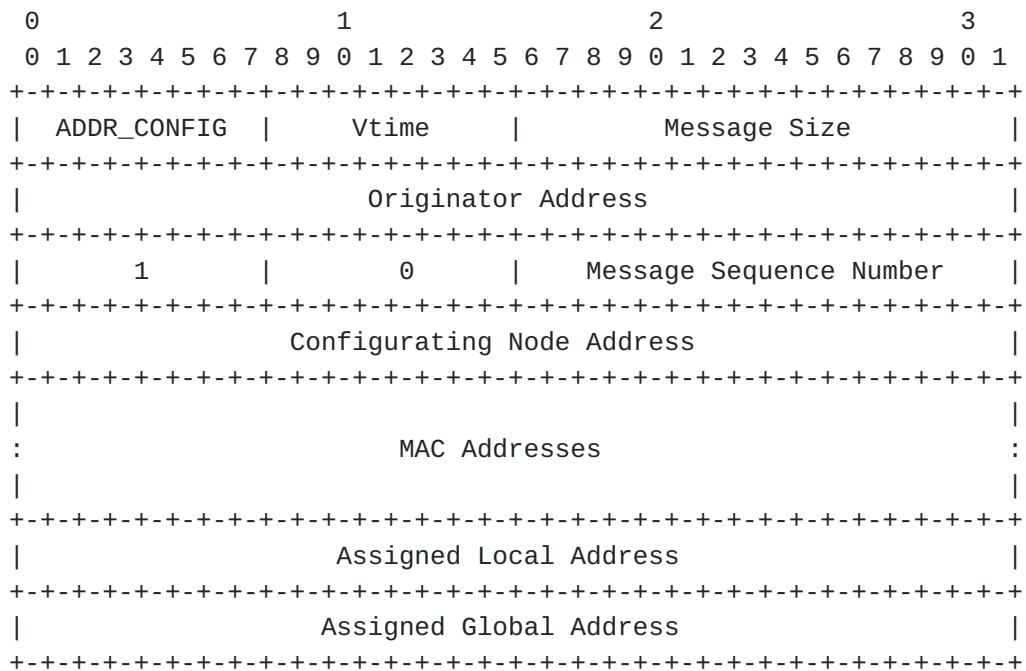 0                   1                   2                   3
0 1 2 3 4 5 6 7 8 9 0 1 2 3 4 5 6 7 8 9 0 1 2 3 4 5 6 7 8 9 0 1
+-+-+-+-+-+-+-+-+-+-+-+-+-+-+-+-+-+-+-+-+-+-+-+-+-+-+-+-+-+-+-+-+
|  ADDR_CONFIG  |     Vtime     |         Message Size          |
+-+-+-+-+-+-+-+-+-+-+-+-+-+-+-+-+-+-+-+-+-+-+-+-+-+-+-+-+-+-+-+-+
|                      Originator Address                       |
+-+-+-+-+-+-+-+-+-+-+-+-+-+-+-+-+-+-+-+-+-+-+-+-+-+-+-+-+-+-+-+-+
|       1       |        0      |    Message Sequence Number    |
+-+-+-+-+-+-+-+-+-+-+-+-+-+-+-+-+-+-+-+-+-+-+-+-+-+-+-+-+-+-+-+-+
|                 Configurating Node Address                    |
+-+-+-+-+-+-+-+-+-+-+-+-+-+-+-+-+-+-+-+-+-+-+-+-+-+-+-+-+-+-+-+-+
|                                                               |
:                        MAC Addresses                          :
|                                                               |
+-+-+-+-+-+-+-+-+-+-+-+-+-+-+-+-+-+-+-+-+-+-+-+-+-+-+-+-+-+-+-+-+
|                    Assigned Local Address                     |
+-+-+-+-+-+-+-+-+-+-+-+-+-+-+-+-+-+-+-+-+-+-+-+-+-+-+-+-+-+-+-+-+
|                   Assigned Global Address                     |
+-+-+-+-+-+-+-+-+-+-+-+-+-+-+-+-+-+-+-+-+-+-+-+-+-+-+-+-+-+-+-+-+